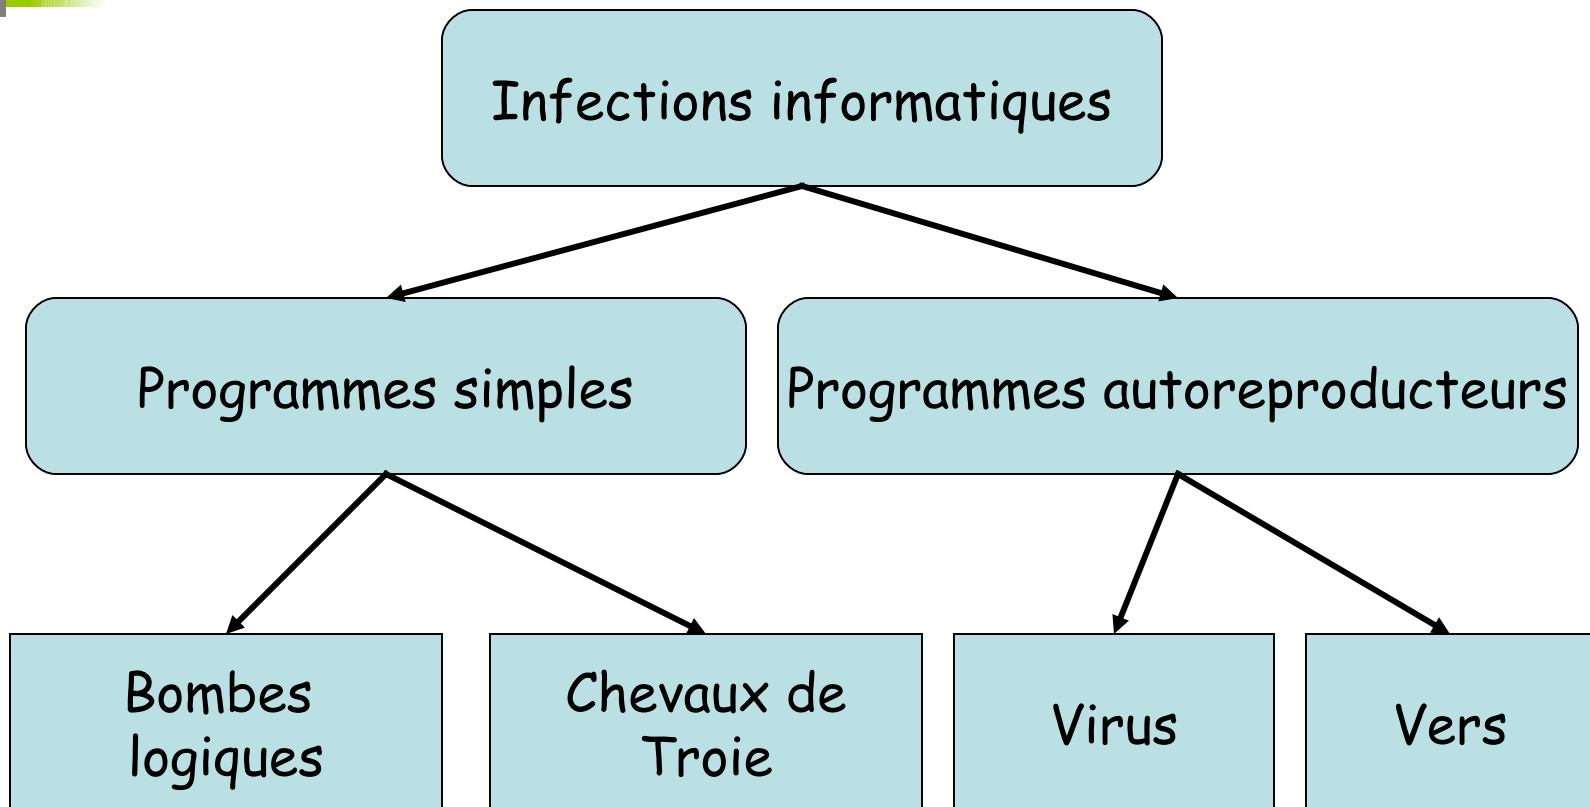 Infections informatiques
Programmes simples
Programmes autoreproducteurs
Bombes
logiques
Chevaux de
Troie
Virus
Vers